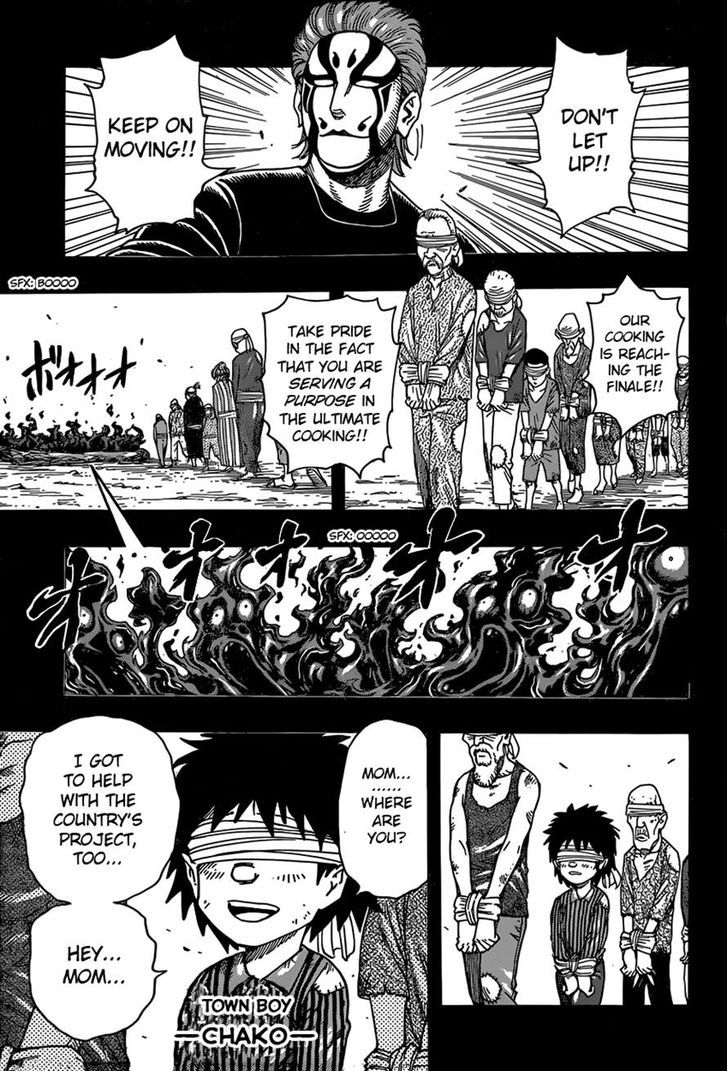 DON'T
LET
UP!!
KEEP ON
MOVING!!
OUR
COOKING
IS REACH-
ING THE
FINALE!!
TAKE PRIDE
IN THE FACT
THAT YOU ARE
SERVING A
PURPOSE IN
THE ULTIMATE
COOKING!!
SFX: BOOOO
ボオオオ
SFX: OOOOO
オオオオオ
MOM...
......
WHERE
ARE
YOU?
I GOT
TO HELP
WITH THE
COUNTRY'S
PROJECT,
TOO...
HEY...
MOM...
TOWN BOY
—CHAKO—